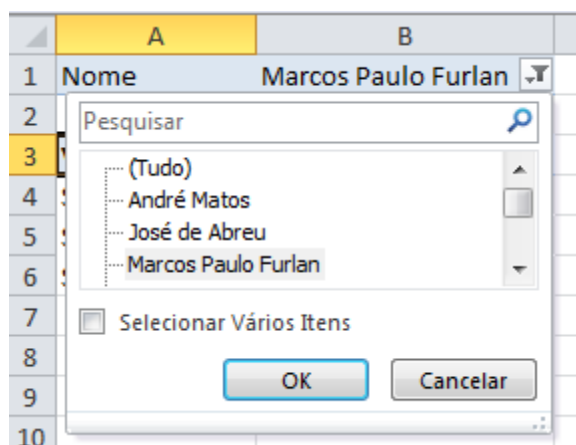 A B
1 Nome Marcos Paulo Furlan
2 Pesquisar
3 (Tudo)
4 André Matos
5 José de Abreu
6 Marcos Paulo Furlan
7 Selecionar Vários Itens
8
9 OK Cancelar
10